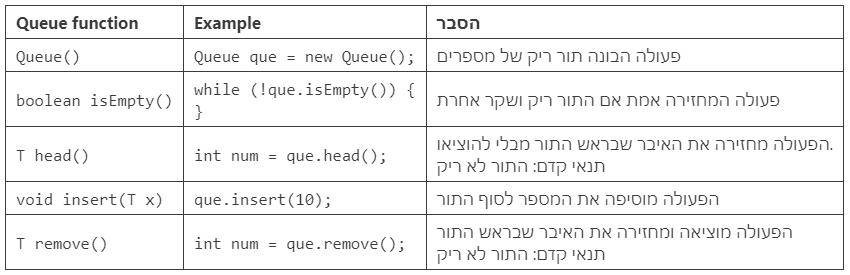 Queue function Example הסבר
Queue() Queue que = new Queue(); פעולה הבונה תור ריק של מספרים
boolean isEmpty() while (!que.isEmpty()) {
}
פעולה המחזירה אמת אם התור ריק ושקר אחרת
T head() int num = que.head(); הפעולה מחזירה את האיבר שבראש התור מבלי להוציאו.
תנאי קדם: התור לא ריק
void insert(T x) que.insert(10); הפעולה מוסיפה את המספר לסוף התור
T remove() int num = que.remove(); הפעולה מוציאה ומחזירה את האיבר שבראש התור
תנאי קדם: התור לא ריק